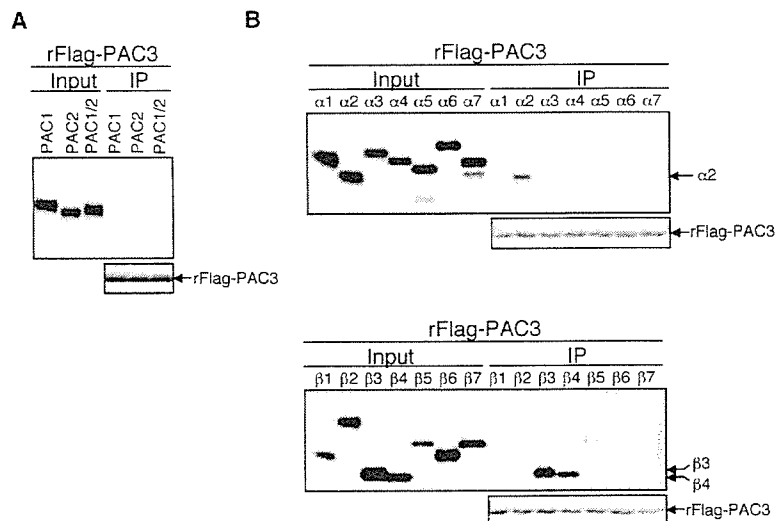 A
rFlag-PAC3
Input IP
PAC1 PAC2 PAC1/2 PAC1 PAC2 PAC1/2
rFlag-PAC3
B
rFlag-PAC3
Input IP
α1 α2 α3 α4 α5 α6 α7 α1 α2 α3 α4 α5 α6 α7
α2
rFlag-PAC3
rFlag-PAC3
Input IP
β1 β2 β3 β4 β5 β6 β7 β1 β2 β3 β4 β5 β6 β7
β3
β4
rFlag-PAC3